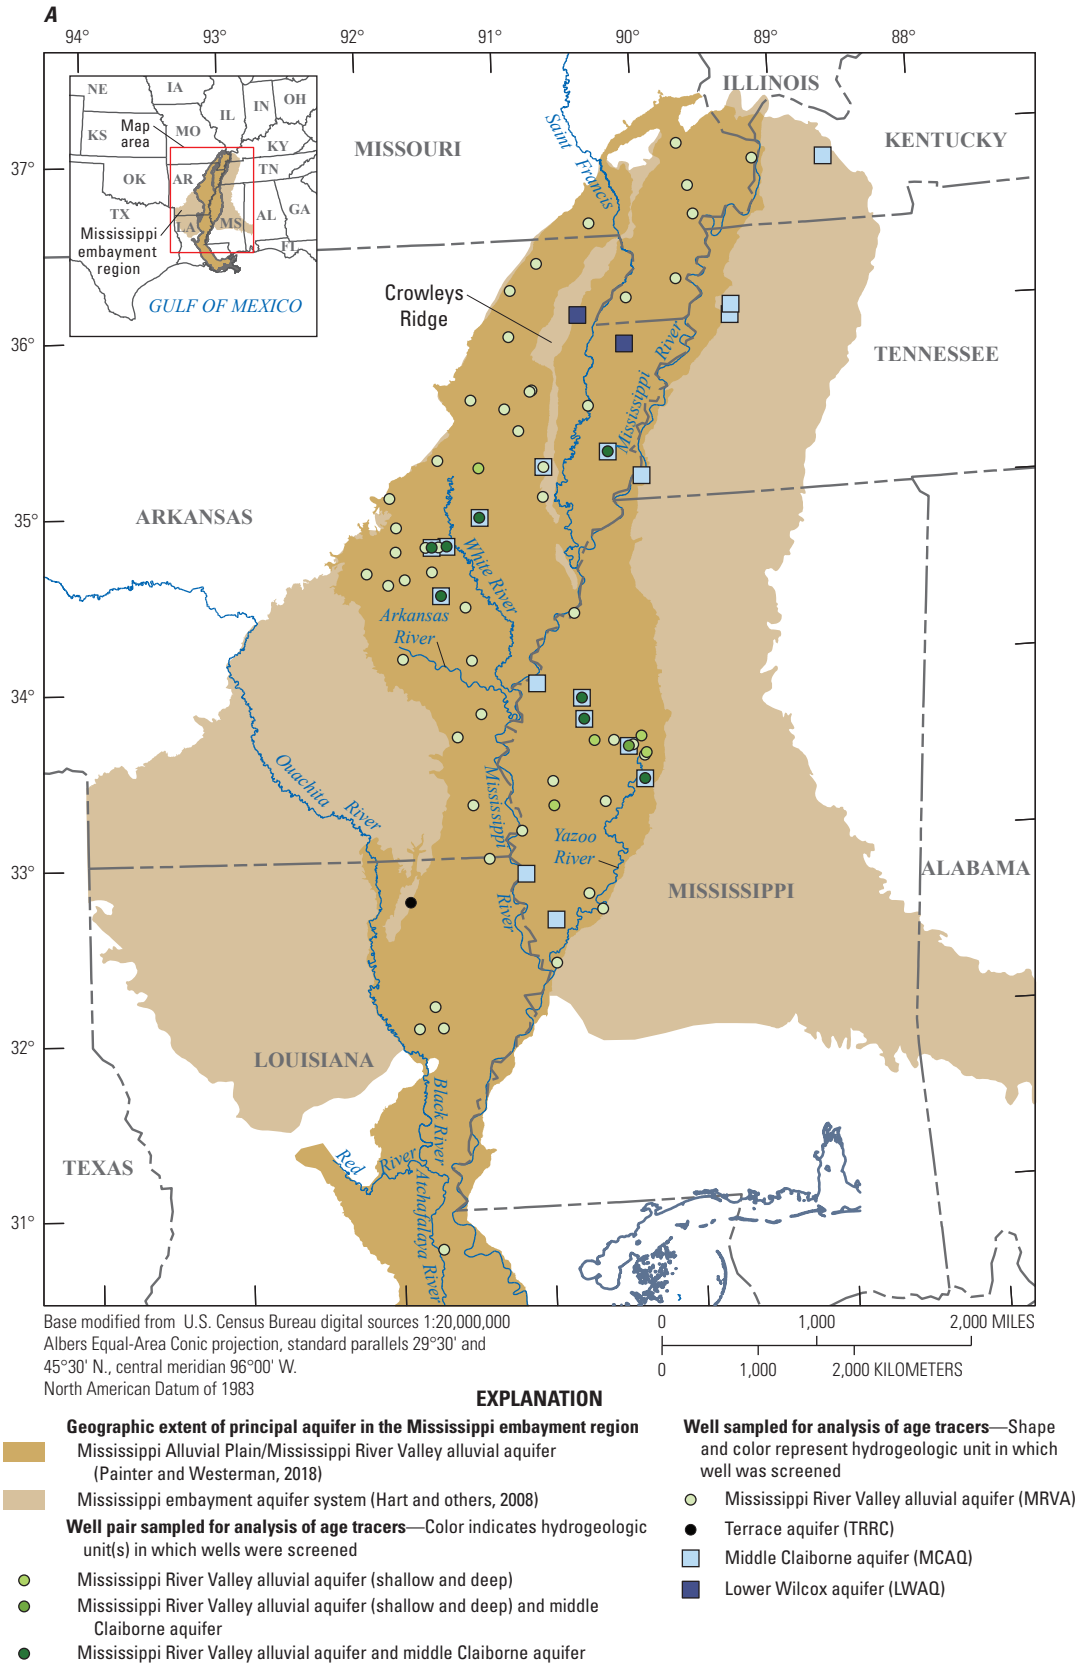 A
94°
93°
92°
91°
90°
89°
88°
NE
IA
IL
IN
OH
KS
MO
KY
Map
area
OK
AR
TN
TX
LA
MS
AL
GA
FL
Mississippi
embayment
region
GULF OF MEXICO
ILLINOIS
MISSOURI
KENTUCKY
Saint Francis
37°
Crowleys
Ridge
36°
TENNESSEE
Mississippi River
35°
ARKANSAS
White River
Arkansas
River
34°
Ouachita River
Mississippi River
Yazoo
River
33°
MISSISSIPPI
ALABAMA
32°
LOUISIANA
Black River
TEXAS
Red River
Atchafalaya River
31°
Base modified from U.S. Census Bureau digital sources 1:20,000,000
Albers Equal-Area Conic projection, standard parallels 29°30' and
45°30' N., central meridian 96°00' W.
North American Datum of 1983
0 1,000 2,000 MILES
0 1,000 2,000 KILOMETERS
EXPLANATION
Geographic extent of principal aquifer in the Mississippi embayment region
Mississippi Alluvial Plain/Mississippi River Valley alluvial aquifer
(Painter and Westerman, 2018)
Mississippi embayment aquifer system (Hart and others, 2008)
Well pair sampled for analysis of age tracers—Color indicates hydrogeologic
unit(s) in which wells were screened
Mississippi River Valley alluvial aquifer (shallow and deep)
Mississippi River Valley alluvial aquifer (shallow and deep) and middle
Claiborne aquifer
Mississippi River Valley alluvial aquifer and middle Claiborne aquifer
Well sampled for analysis of age tracers—Shape
and color represent hydrogeologic unit in which
well was screened
Mississippi River Valley alluvial aquifer (MRVA)
Terrace aquifer (TRRC)
Middle Claiborne aquifer (MCAQ)
Lower Wilcox aquifer (LWAQ)